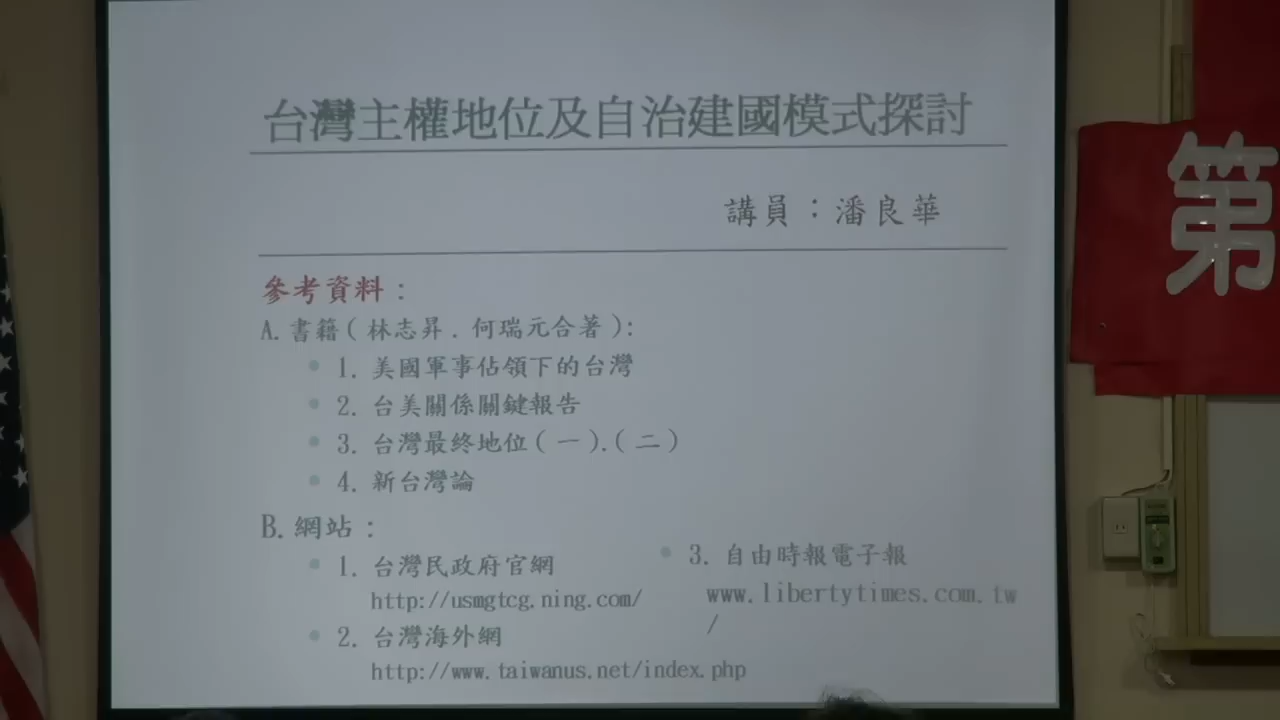 台灣主權地位及自治建國模式探討
講員：潘良華
參考資料：
A.書籍(林志昇．何瑞元合著):
1. 美國軍事佔領下的台灣
2. 台美關係關鍵報告
3. 台灣最終地位(一).(二)
4. 新台灣論
B.網站：
1. 台灣民政府官網
http://usmgtcg.ning.com/
2. 台灣海外網
http://www.taiwanus.net/index.php
3. 自由時報電子報
www.libertytimes.com.tw
/
第